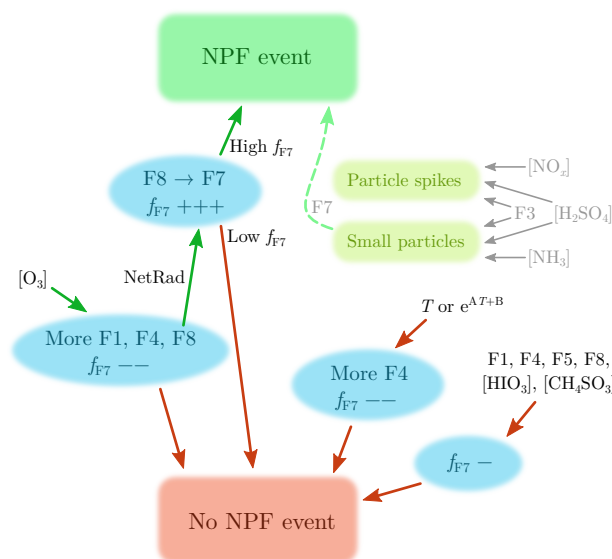 NPF event
High f_F7
[NO_x]
F8 → F7
f_F7 +++
Particle spikes
F7
F3
[H₂SO₄]
Low f_F7
Small particles
[NH₃]
[O₃]
NetRad
T or e^{AT+B}
More F1, F4, F8
f_F7 −−
F1, F4, F5, F8,
[HIO₃], [CH₄SO₃]
More F4
f_F7 −−
f_F7 −
No NPF event